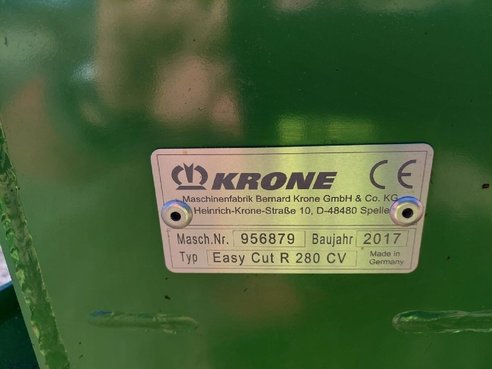 KRONE CE
Maschinenfabrik Bernard Krone GmbH & Co. KG
Heinrich-Krone-Straße 10, D-48480 Spelle
Masch.Nr. 956879 Baujahr 2017
Typ Easy Cut R 280 CV Made in Germany